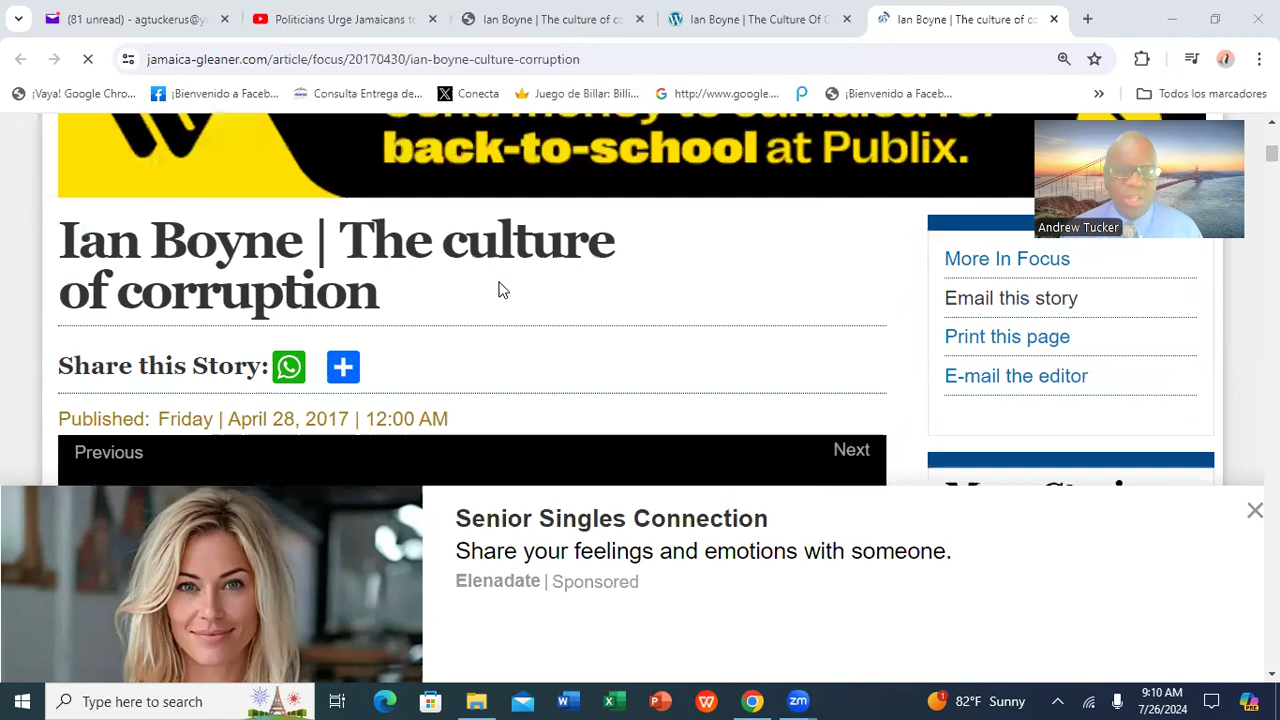 (81 unread) - agtuckerus@y
Politicians Urge Jamaicans to
Ian Boyne | The culture of co
Ian Boyne | The Culture Of C
Ian Boyne | The culture of co
jamaica-gleaner.com/article/focus/20170430/ian-boyne-culture-corruption
¡Vaya! Google Chro...
¡Bienvenido a Faceb...
Consulta Entrega de...
Conecta
Juego de Billar: Billi...
http://www.google....
¡Bienvenido a Faceb...
»
Todos los marcadores
back-to-school at Publix.
Andrew Tucker
Ian Boyne | The culture
of corruption
Share this Story:
Published: Friday | April 28, 2017 | 12:00 AM
Previous
Next
More In Focus
Email this story
Print this page
E-mail the editor
Senior Singles Connection
Share your feelings and emotions with someone.
Elenadate | Sponsored
Type here to search
82°F Sunny
9:10 AM
7/26/2024